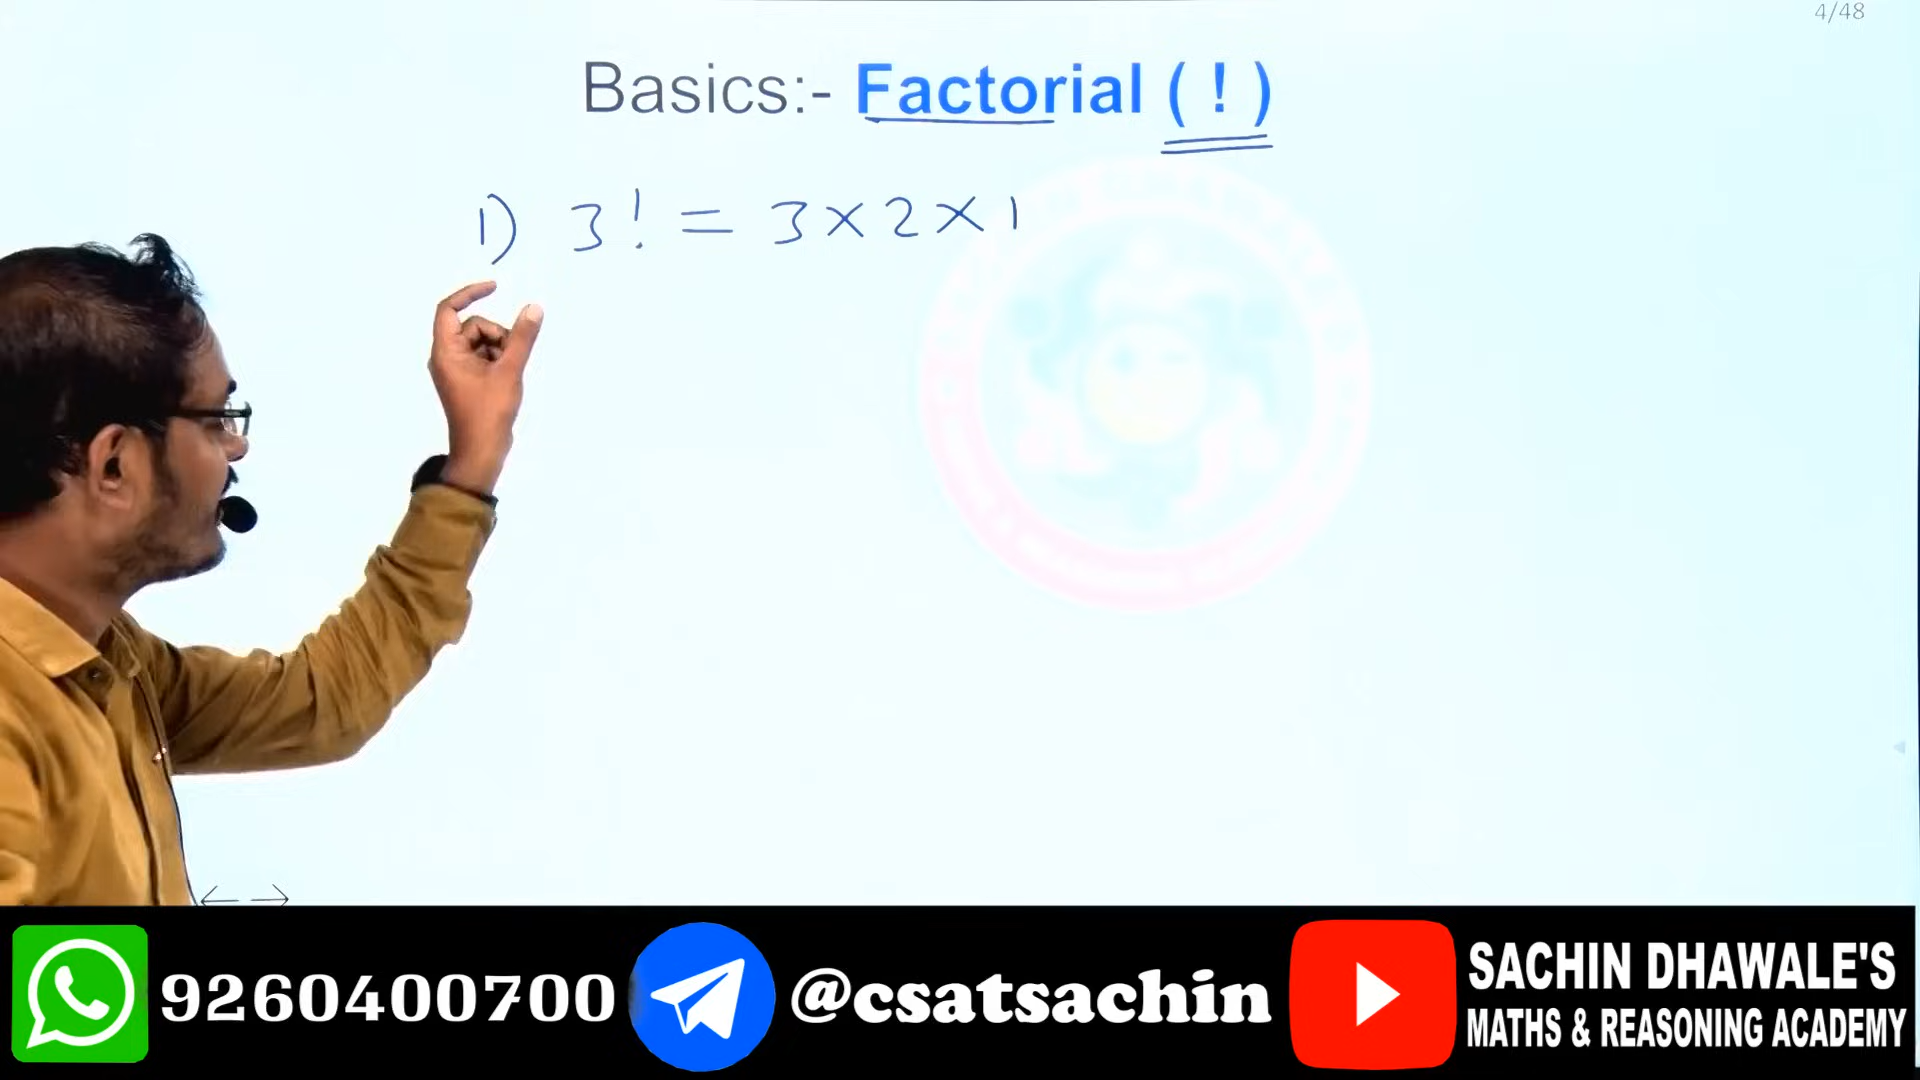 4/48
Basics:- Factorial ( ! )
1) 3! = 3 × 2 × 1
9260400700
@csatsachin
SACHIN DHAWALE'S
MATHS & REASONING ACADEMY